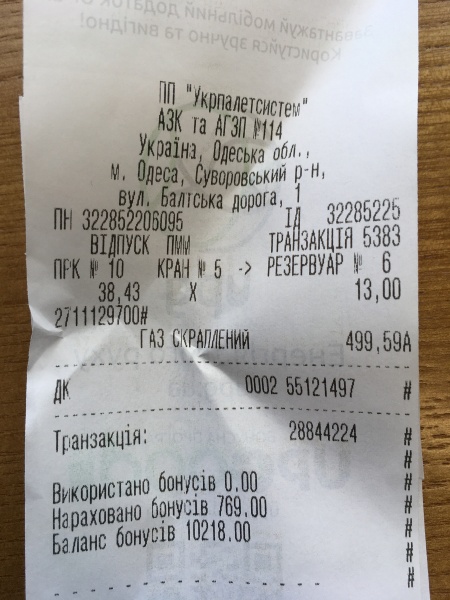 Завантажуй мобільний додаток
Користуйся зручно та вигідно!
ПП "Укрпалетсистем"
АЗК та АГЗП №114
Україна, Одеська обл.,
м. Одеса, Суворовський р-н,
вул. Балтська дорога, 1
ПН 322852206095 ІД 32285225
ВІДПУСК ПММ ТРАНЗАКЦІЯ 5383
ПРК № 10 КРАН № 5 -> РЕЗЕРВУАР № 6
38,43 X 13,00
2711129700#
ГАЗ СКРАПЛЕНИЙ 499,59А
ДК 0002 55121497 #
Транзакція: 28844224 #
#
Використано бонусів 0.00 #
Нараховано бонусів 769.00 #
Баланс бонусів 10218.00 #
#
#